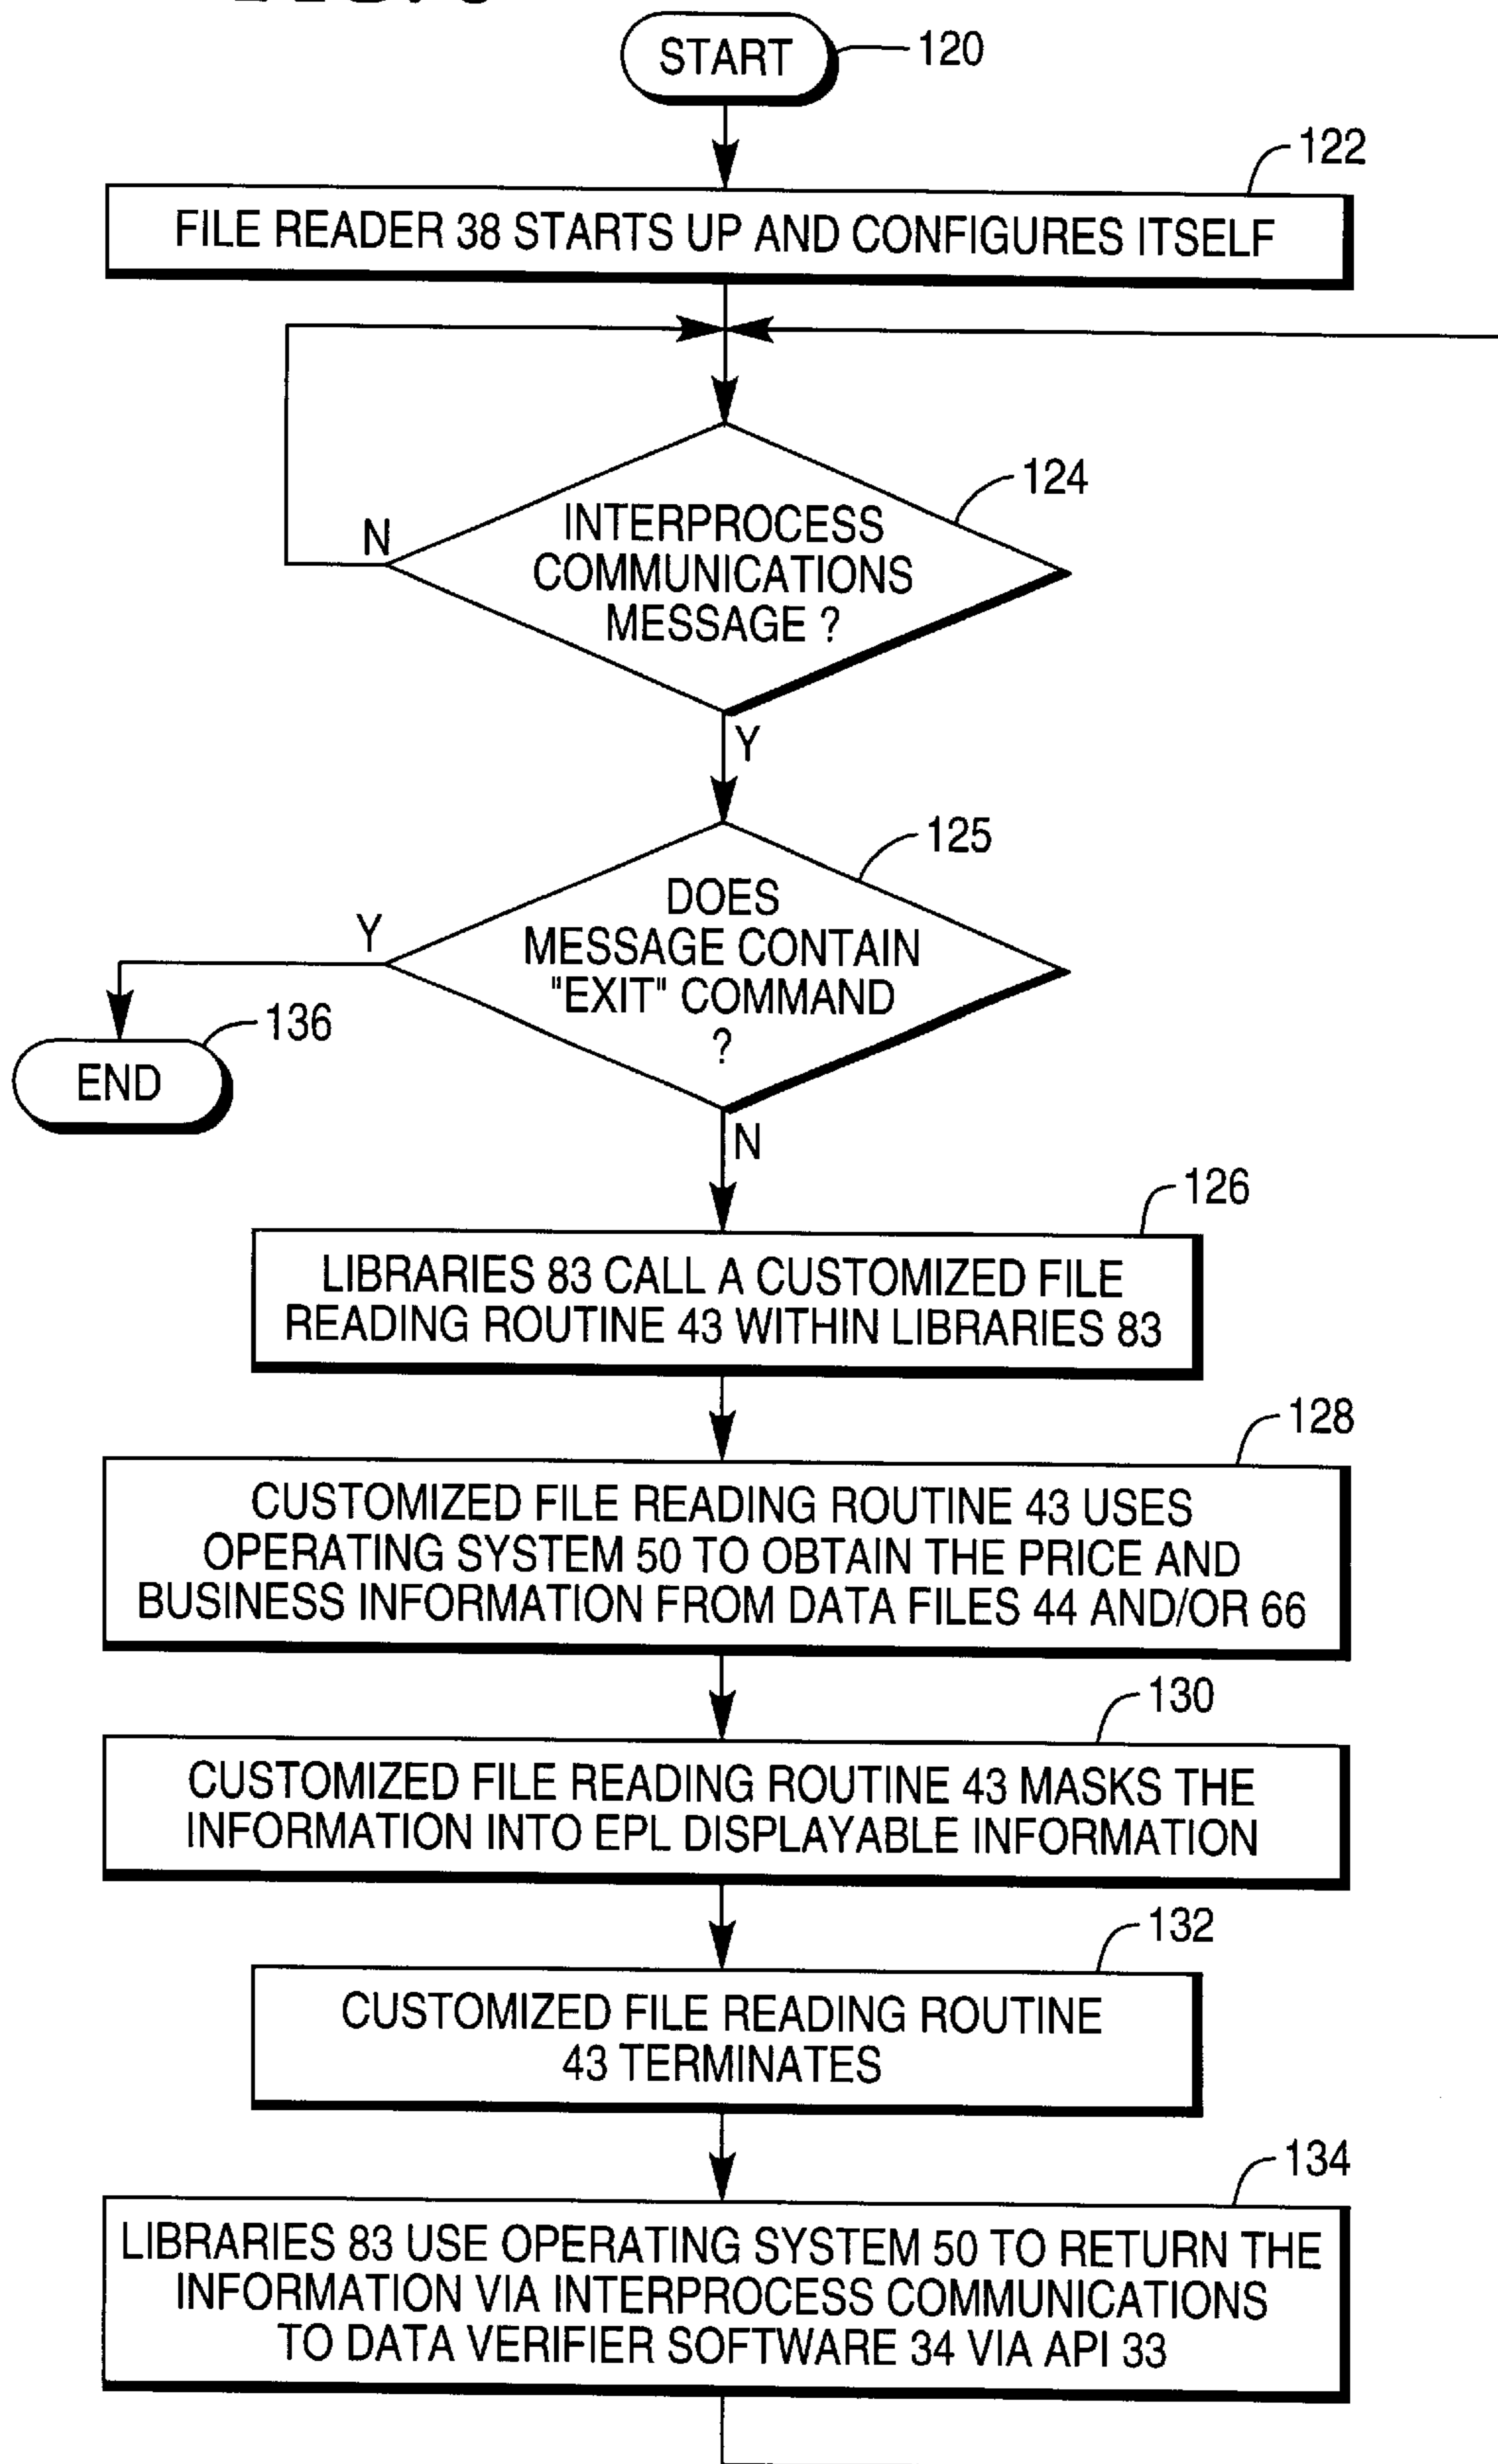 START
120
122
FILE READER 38 STARTS UP AND CONFIGURES ITSELF
124
INTERPROCESS
COMMUNICATIONS
MESSAGE ?
N
Y
125
DOES
MESSAGE CONTAIN
"EXIT" COMMAND
?
Y
136
END
N
126
LIBRARIES 83 CALL A CUSTOMIZED FILE
READING ROUTINE 43 WITHIN LIBRARIES 83
128
CUSTOMIZED FILE READING ROUTINE 43 USES
OPERATING SYSTEM 50 TO OBTAIN THE PRICE AND
BUSINESS INFORMATION FROM DATA FILES 44 AND/OR 66
130
CUSTOMIZED FILE READING ROUTINE 43 MASKS THE
INFORMATION INTO EPL DISPLAYABLE INFORMATION
132
CUSTOMIZED FILE READING ROUTINE
43 TERMINATES
134
LIBRARIES 83 USE OPERATING SYSTEM 50 TO RETURN THE
INFORMATION VIA INTERPROCESS COMMUNICATIONS
TO DATA VERIFIER SOFTWARE 34 VIA API 33